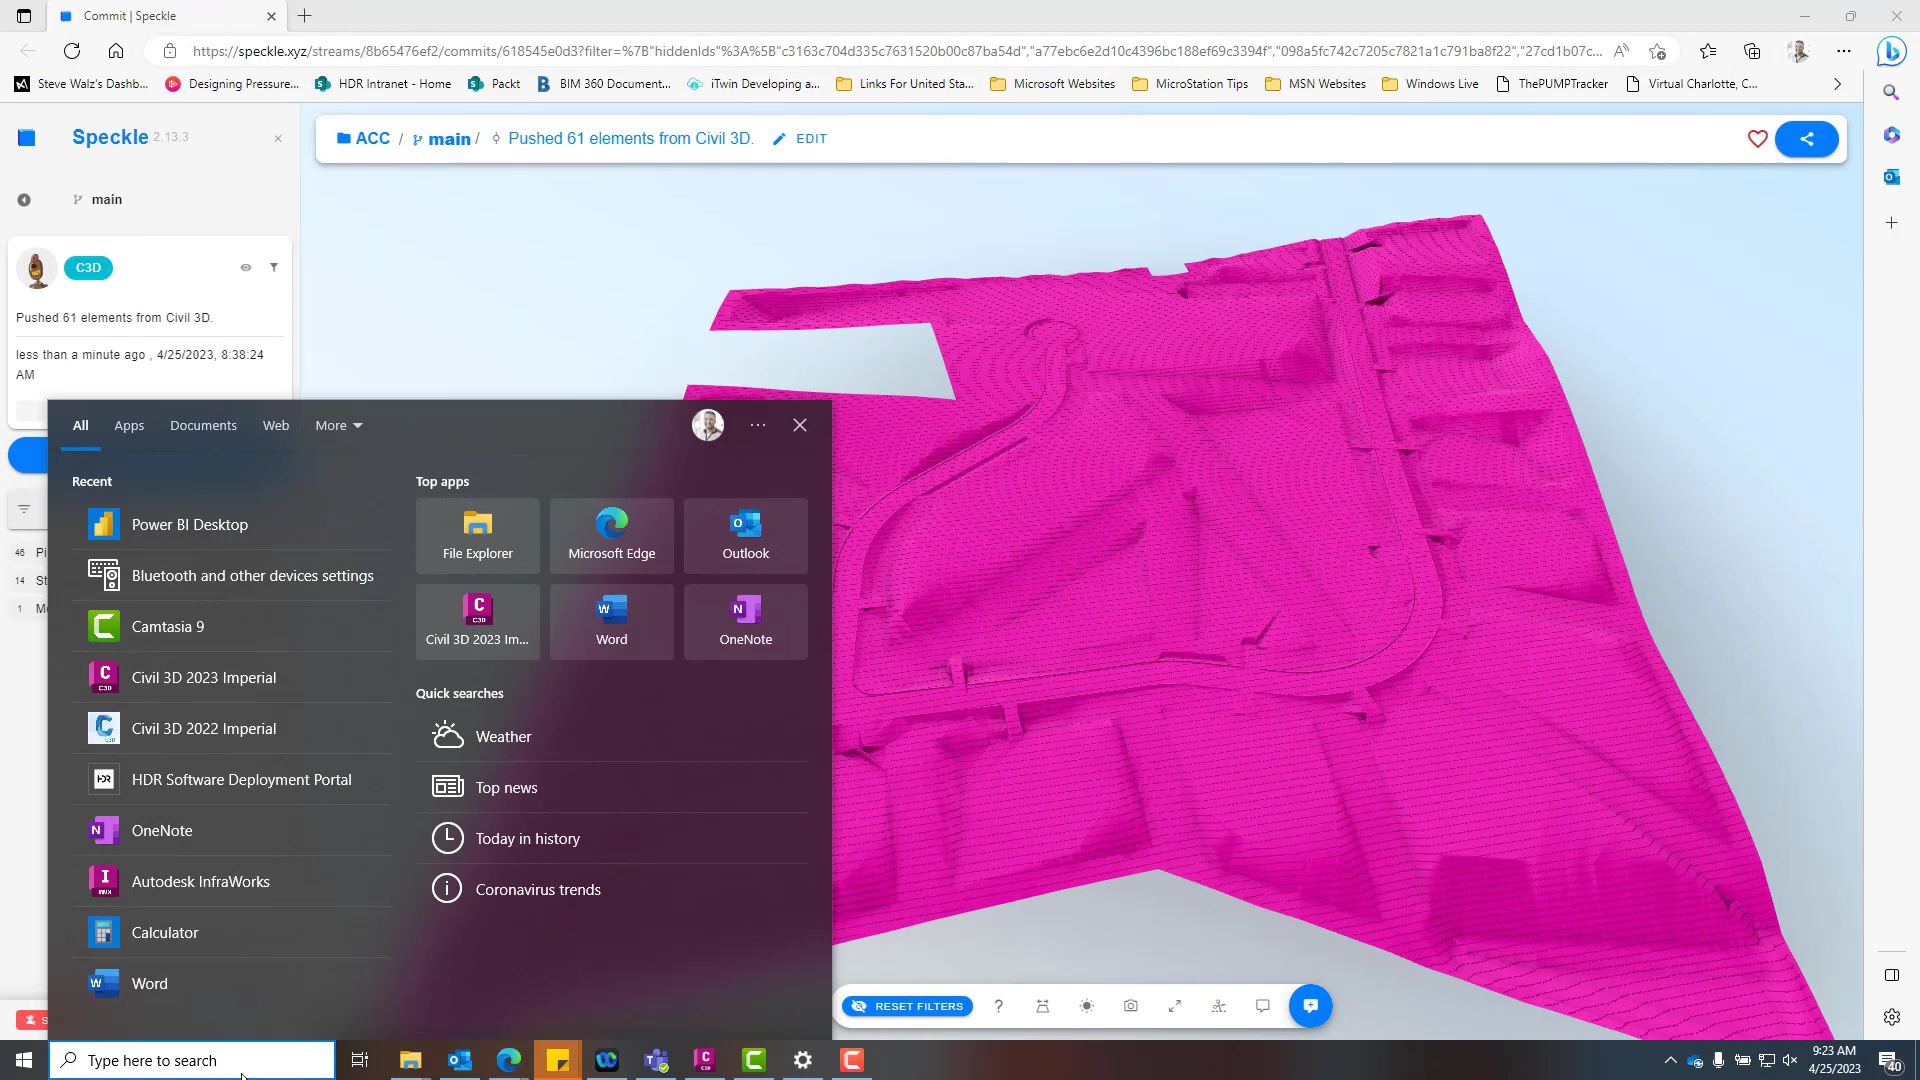 Commit | Speckle
https://speckle.xyz/streams/8b65476ef2/commits/618545e0d3?filter=%7B"hiddenIds"%3A%5B"c3163c704d335c7631520b00c87ba54d","a77ebc6e2d10c4396bc188ef69c3394f","098a5fc742c7205c7821a1c791ba8f22","27cd1b07c...
Steve Walz's Dashb... Designing Pressure... HDR Intranet - Home Packt BIM 360 Document... iTwin Developing a... Links For United Sta... Microsoft Websites MicroStation Tips MSN Websites Windows Live ThePUMPTracker Virtual Charlotte, C...
Speckle 2.13.3
ACC / main / Pushed 61 elements from Civil 3D. EDIT
main
C3D
Pushed 61 elements from Civil 3D.
less than a minute ago , 4/25/2023, 8:38:24
AM
All Apps Documents Web More
Recent
Power BI Desktop
Bluetooth and other devices settings
Camtasia 9
Civil 3D 2023 Imperial
Civil 3D 2022 Imperial
HDR Software Deployment Portal
OneNote
Autodesk InfraWorks
Calculator
Word
Top apps
File Explorer Microsoft Edge Outlook
Civil 3D 2023 Im... Word OneNote
Quick searches
Weather
Top news
Today in history
Coronavirus trends
46 Pi
14 St
1 Mo
RESET FILTERS ?
Type here to search
9:23 AM
4/25/2023
40